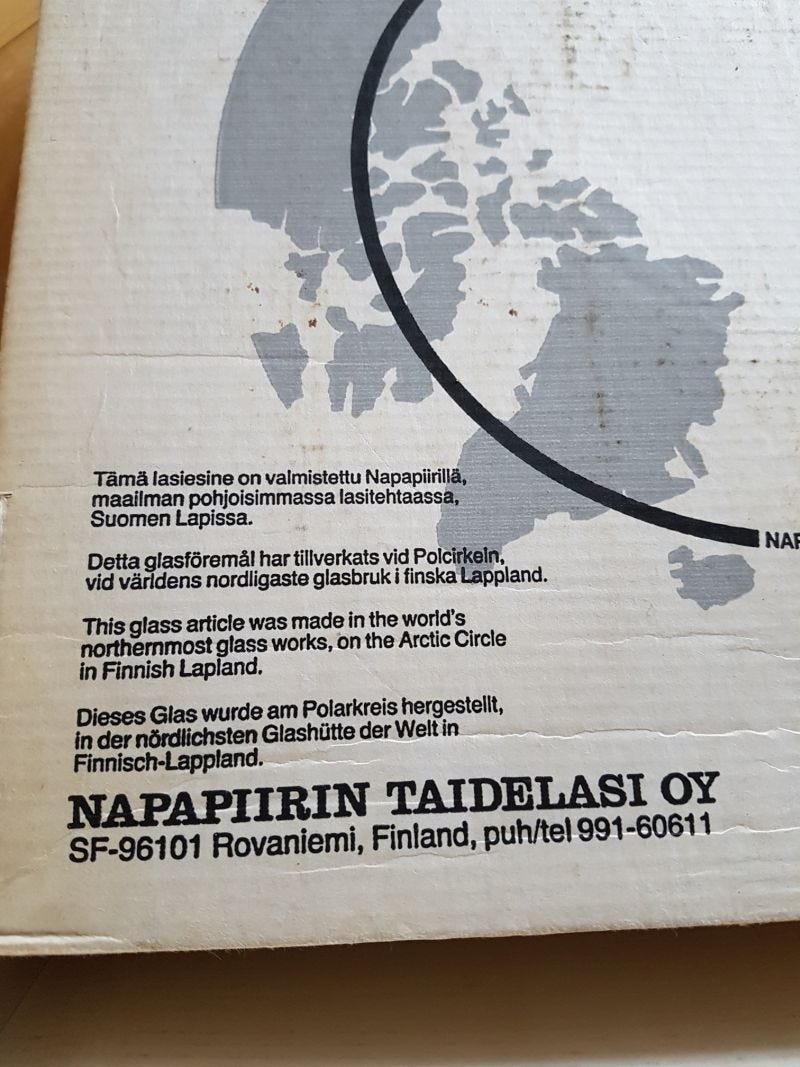 NAP
Tämä lasiesine on valmistettu Napapiirillä,
maailman pohjoisimmassa lasitehtaassa,
Suomen Lapissa.
Detta glasföremål har tillverkats vid Polcirkeln,
vid världens nordligaste glasbruk i finska Lappland.
This glass article was made in the world's
northernmost glass works, on the Arctic Circle
in Finnish Lapland.
Dieses Glas wurde am Polarkreis hergestellt,
in der nördlichsten Glashütte der Welt in
Finnisch-Lappland.
NAPAPIIRIN TAIDELASI OY
SF-96101 Rovaniemi, Finland, puh/tel 991-60611